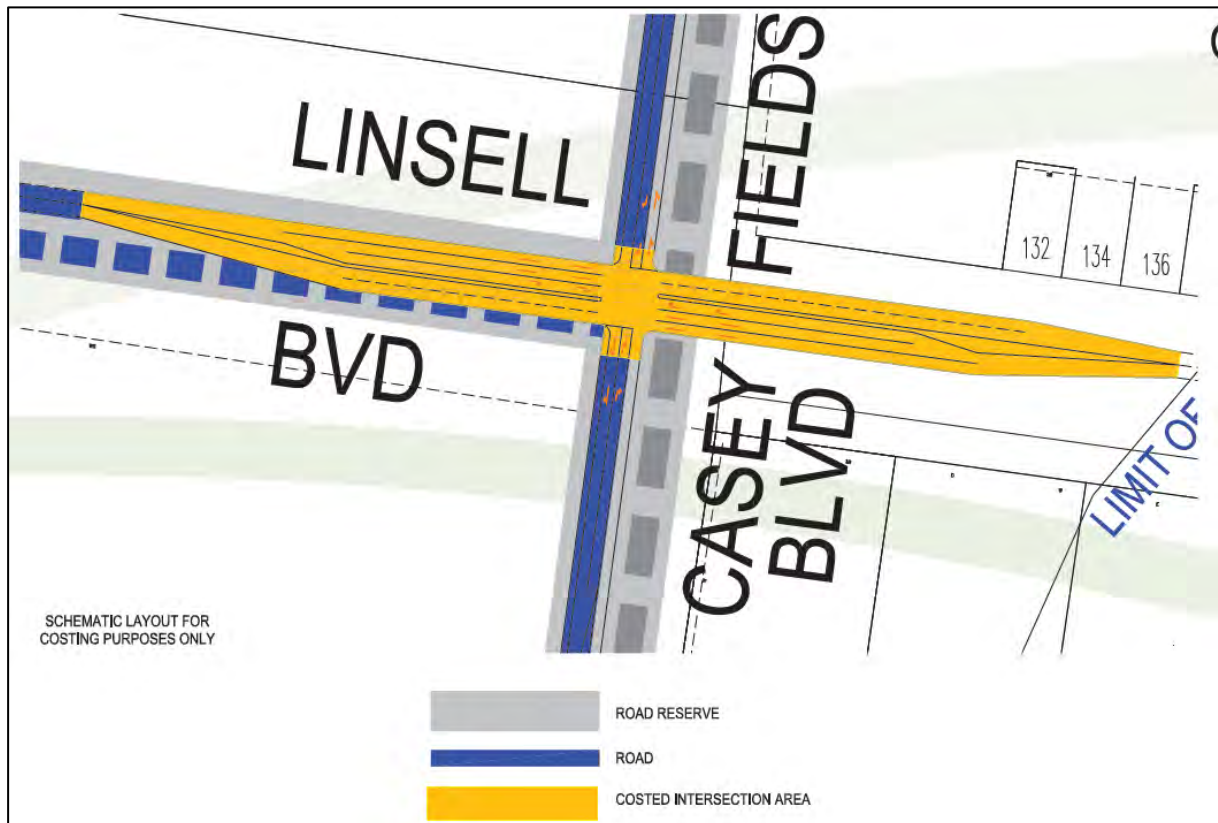 LINSELL
BVD
CASEY
FIELDS
BLVD
132
134
136
LIMIT OF
SCHEMATIC LAYOUT FOR
COSTING PURPOSES ONLY
ROAD RESERVE
ROAD
COSTED INTERSECTION AREA